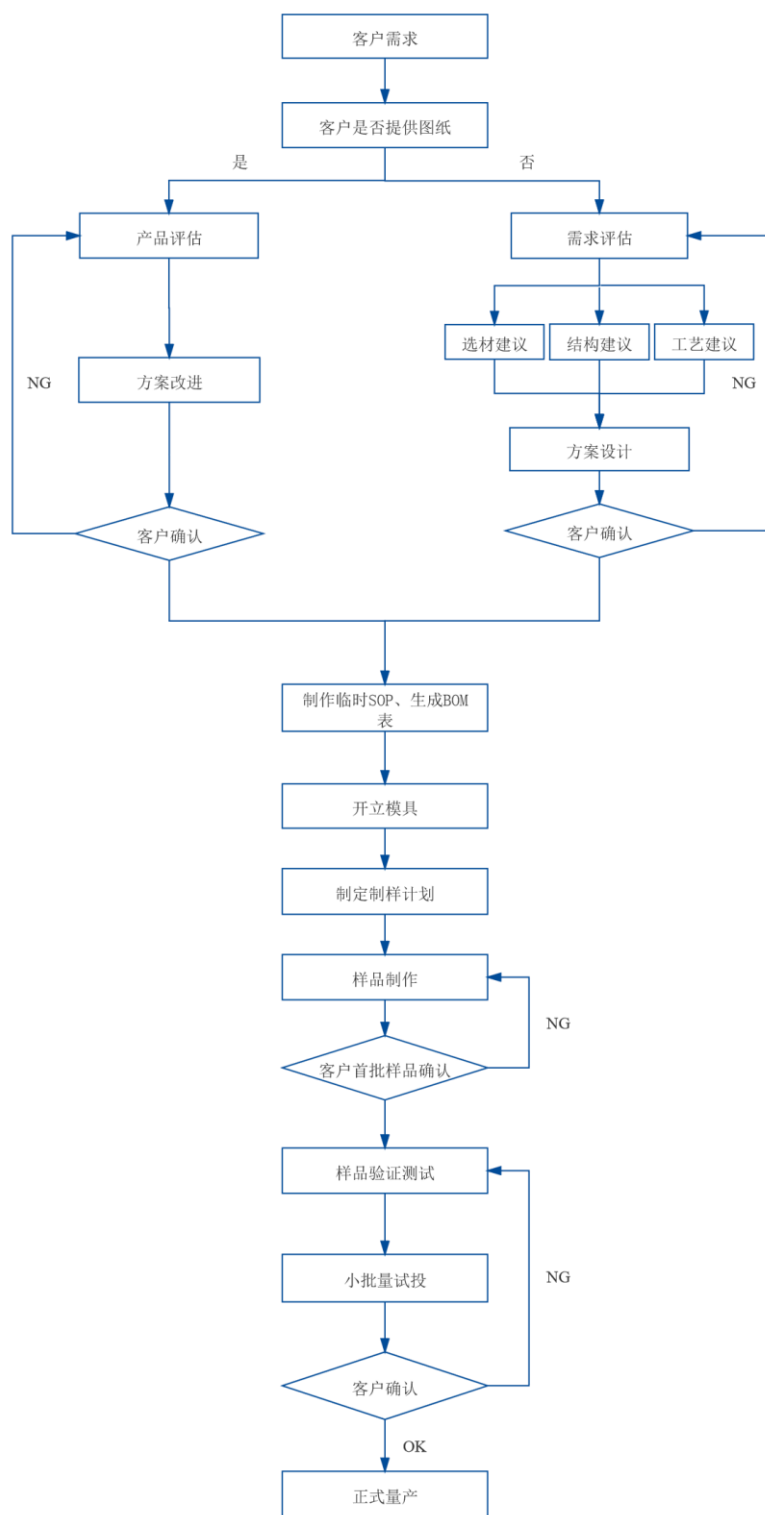 客户需求
客户是否提供图纸
是
否
产品评估
需求评估
选材建议
结构建议
工艺建议
NG
方案改进
NG
方案设计
客户确认
客户确认
制作临时SOP、生成BOM
表
开立模具
制定制样计划
样品制作
NG
客户首批样品确认
样品验证测试
小批量试投
NG
客户确认
OK
正式量产